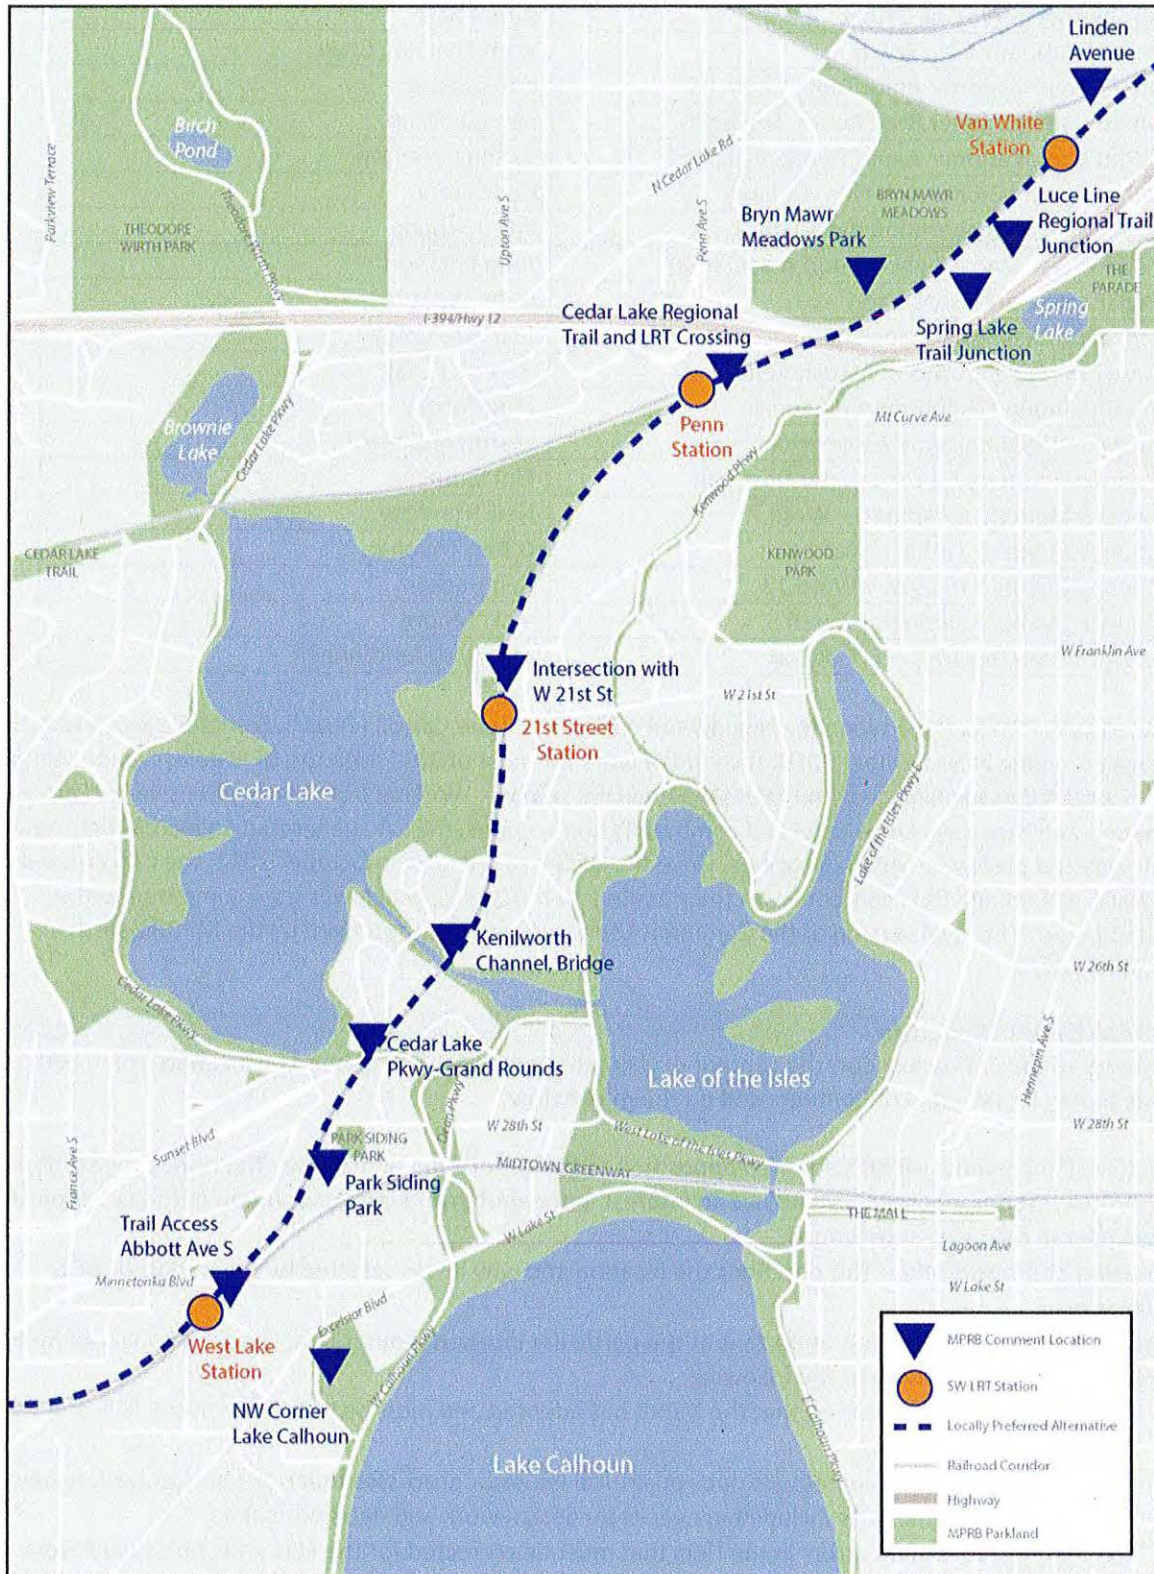 Linden
Avenue
Van White
Station
Birch
Pond
Parkview Terrace
Theodore Wirth Pkwy
THEODORE
WIRTH PARK
N Cedar Lake Rd
Upton Ave S
Penn Ave S
BRYN MAWR
MEADOWS
Bryn Mawr
Meadows Park
Luce Line
Regional Trail
Junction
THE
PARADE
Spring
Lake
Spring Lake
Trail Junction
I-394/Hwy 12
Cedar Lake Regional
Trail and LRT Crossing
Penn
Station
Mt Curve Ave
Kenwood Pkwy
Brownie
Lake
Cedar Lake Pkwy
CEDAR LAKE
TRAIL
KENWOOD
PARK
W Franklin Ave
Intersection with
W 21st St
W 21st St
21st Street
Station
Cedar Lake
Lake of the Isles Pkwy E
Kenilworth
Channel, Bridge
W 26th St
Cedar Lake Pkwy
Cedar Lake
Pkwy-Grand Rounds
Lake of the Isles
Hennepin Ave S
Dean Pkwy
W 28th St
West Lake of the Isles Pkwy
W 28th St
Sunset Blvd
France Ave S
PARK SIDING
PARK
MIDTOWN GREENWAY
Park Siding
Park
Trail Access
Abbott Ave S
W Lake St
THE MALL
Lagoon Ave
Minnetonka Blvd
W Lake St
Excelsior Blvd
West Lake
Station
W Calhoun Pkwy
E Calhoun Pkwy
NW Corner
Lake Calhoun
Lake Calhoun
MPRB Comment Location
SW LRT Station
Locally Preferred Alternative
Railroad Corridor
Highway
MPRB Parkland